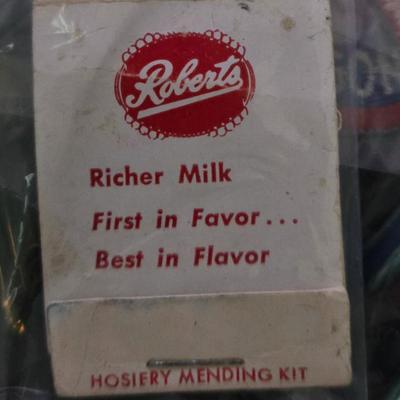 Roberts
Richer Milk
First in Favor...
Best in Flavor
HOSIERY MENDING KIT